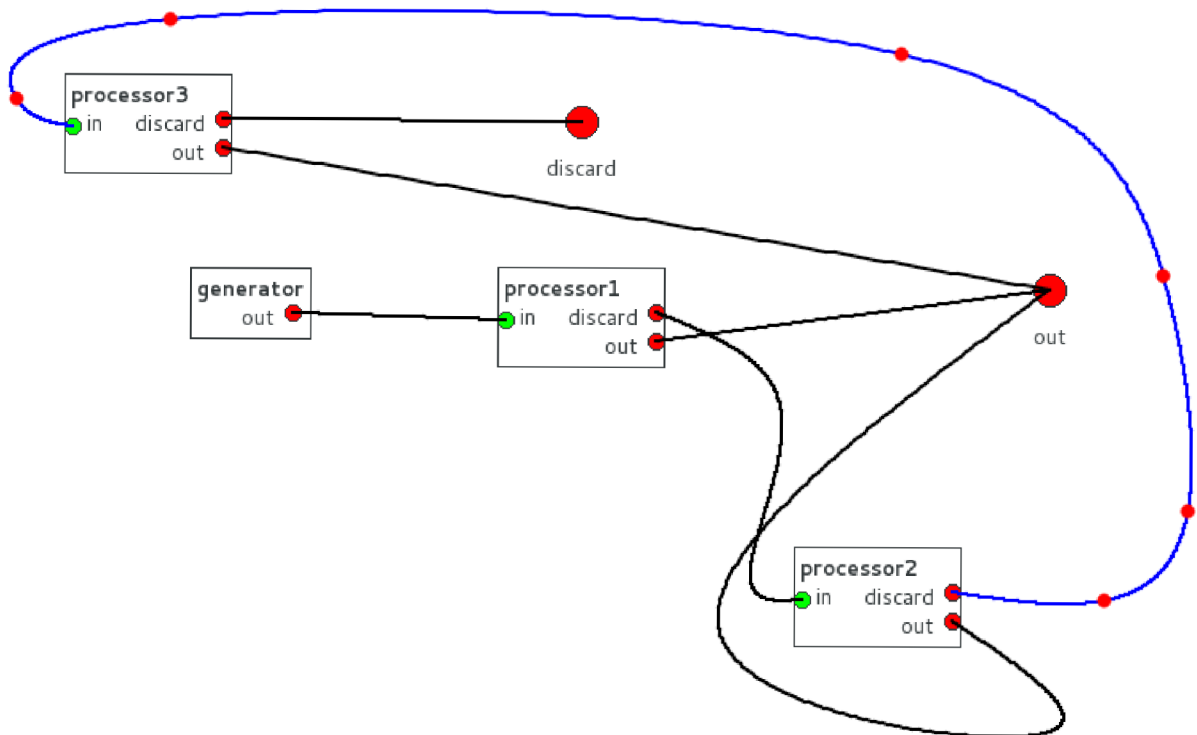 processor3
in discard
out
discard
generator
out
processor1
in discard
out
out
processor2
in discard
out